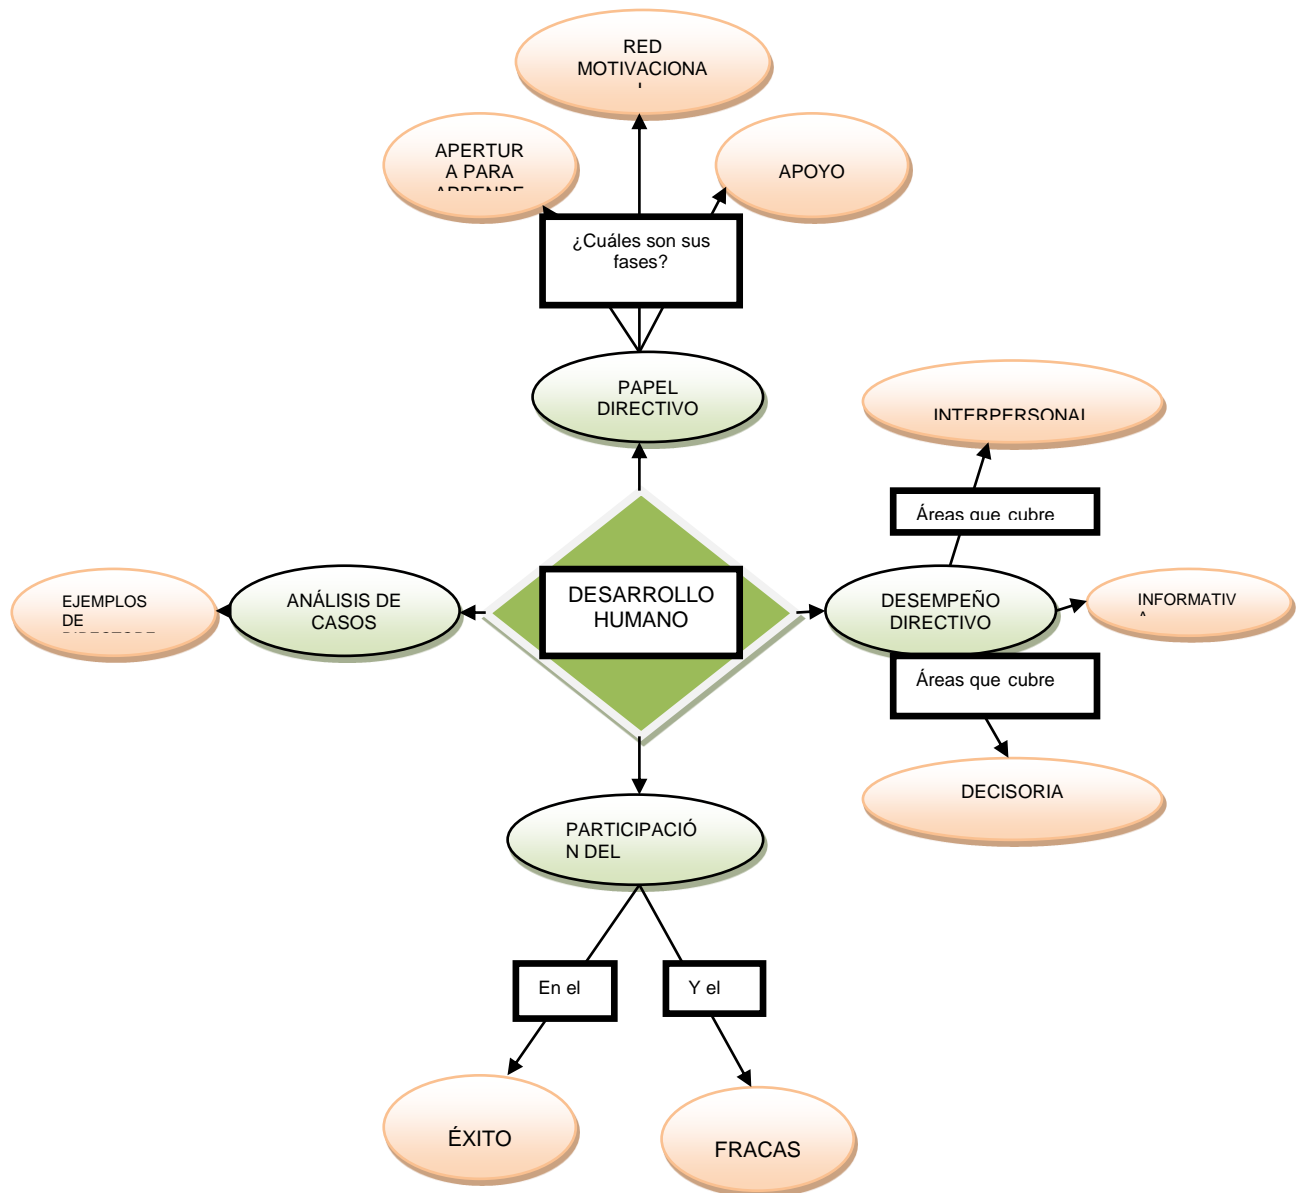 RED
MOTIVACIONA
APERTUR
A PARA
APRENDE
APOYO
¿Cuáles son sus
fases?
PAPEL
DIRECTIVO
INTERPERSONAL
Áreas que cubre
EJEMPLOS
DE
ANÁLISIS DE
CASOS
DESARROLLO
HUMANO
DESEMPEÑO
DIRECTIVO
INFORMATIV
Áreas que cubre
DECISORIA
PARTICIPACIÓ
N DEL
En el
Y el
ÉXITO
FRACAS